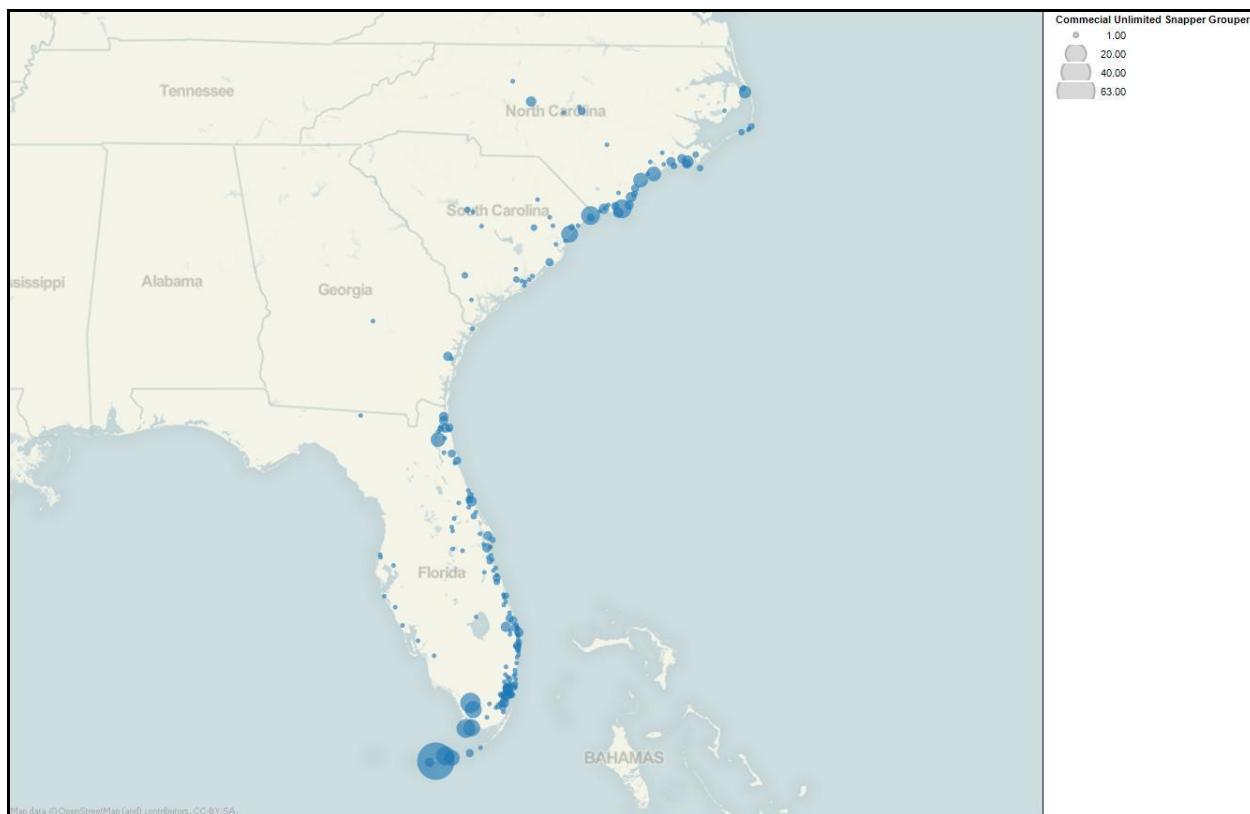 Commecial Unlimited Snapper Grouper
1.00
20.00
40.00
63.00
Tennessee
North Carolina
South Carolina
ssissippi
Alabama
Georgia
Florida
BAHAMAS
Map data (c) OpenStreetMap (and) contributors, CC-BY-SA